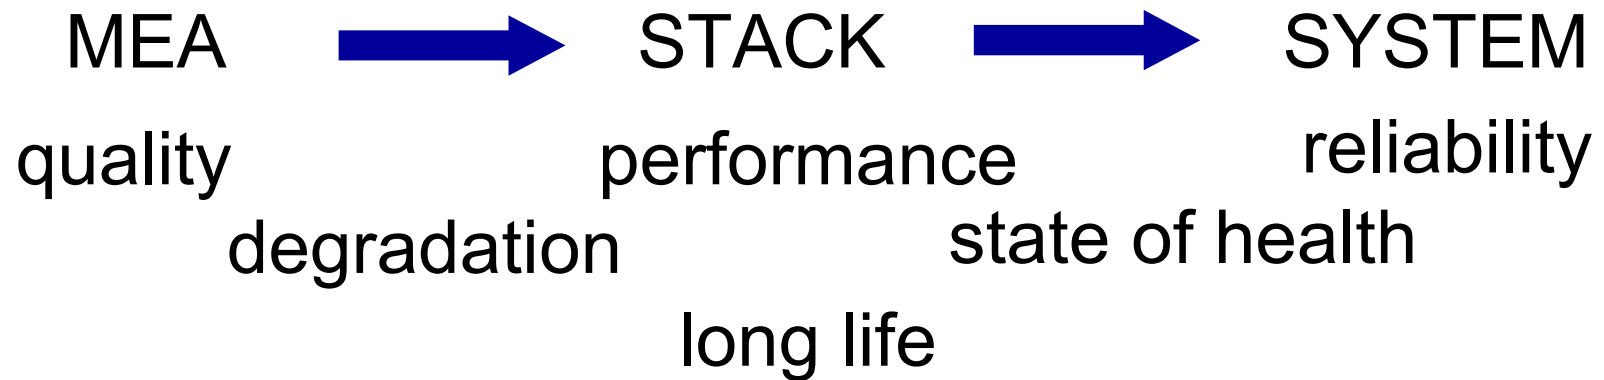 MEA STACK SYSTEM
quality performance reliability
degradation state of health
long life